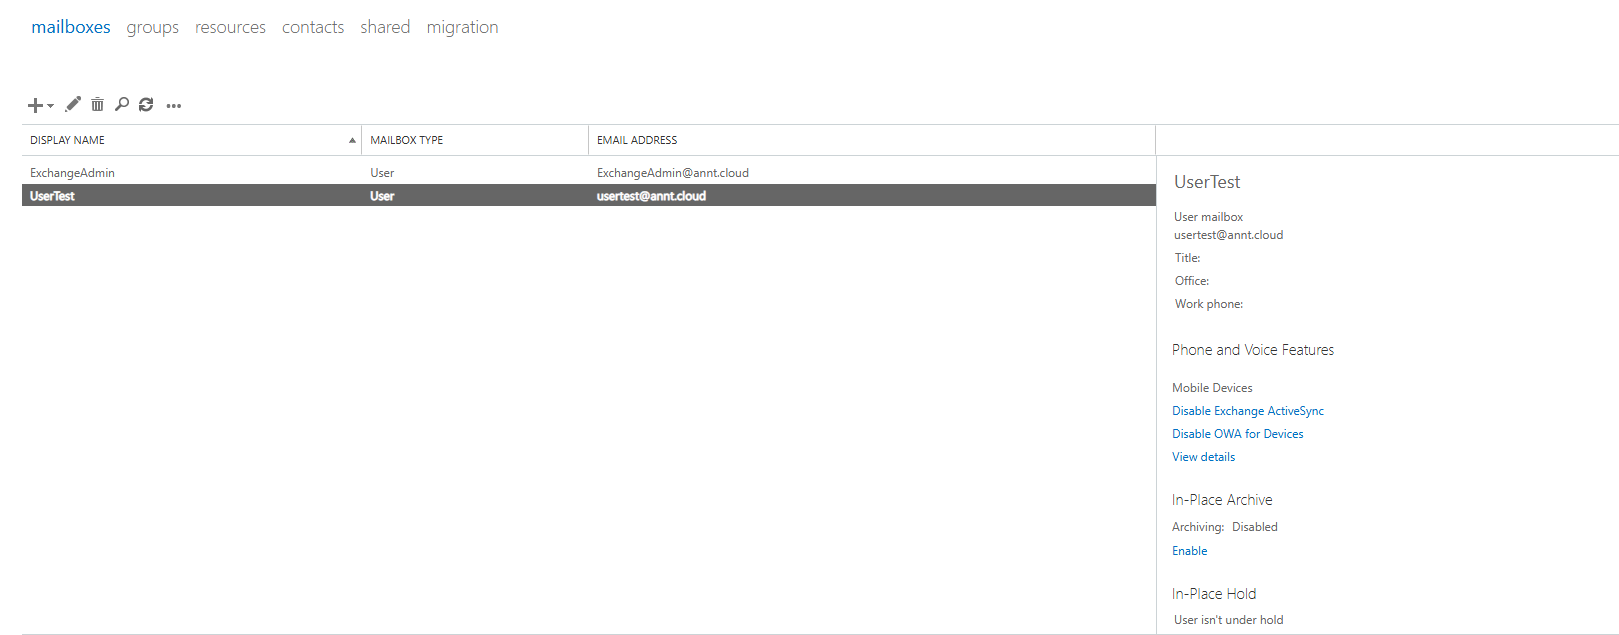 mailboxes groups resources contacts shared migration
DISPLAY NAME MAILBOX TYPE EMAIL ADDRESS
ExchangeAdmin User ExchangeAdmin@annt.cloud
UserTest User usertest@annt.cloud
UserTest
User mailbox
usertest@annt.cloud
Title:
Office:
Work phone:
Phone and Voice Features
Mobile Devices
Disable Exchange ActiveSync
Disable OWA for Devices
View details
In-Place Archive
Archiving: Disabled
Enable
In-Place Hold
User isn't under hold